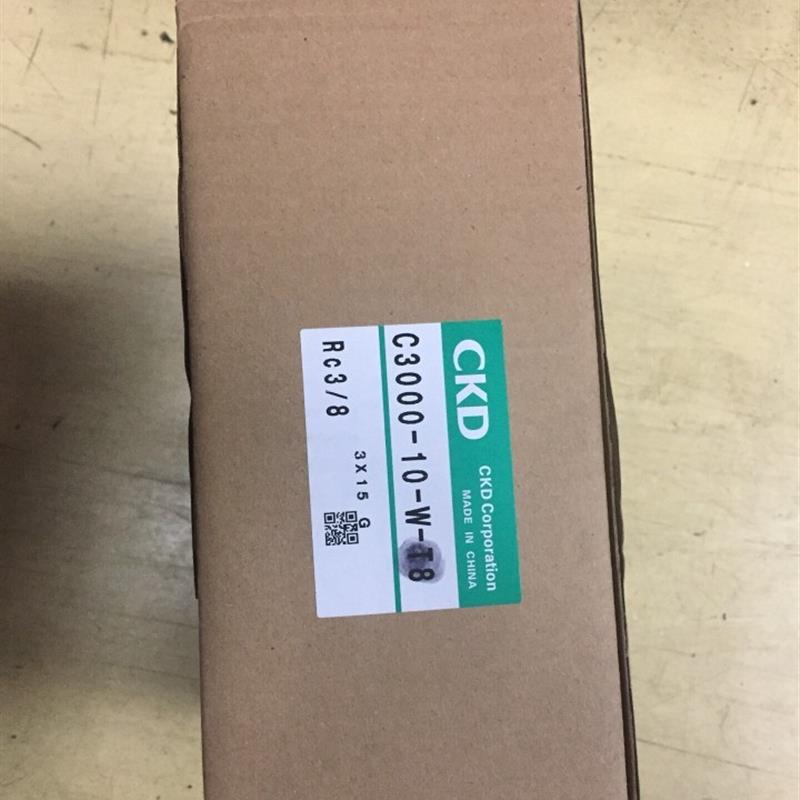 CKD
CKD Corporation
MADE IN CHINA
C3000-10-W-T8
Rc3/8
3X15
G